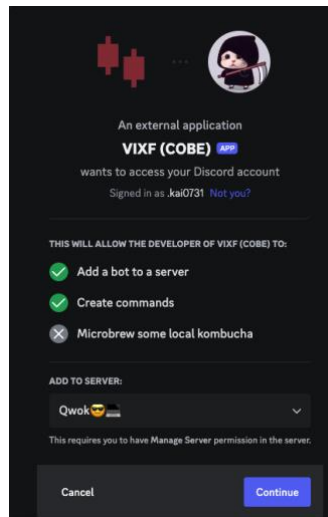 An external application
VIXF (COBE) APP
wants to access your Discord account
Signed in as .kai0731 Not you?
THIS WILL ALLOW THE DEVELOPER OF VIXF (COBE) TO:
Add a bot to a server
Create commands
Microbrew some local kombucha
ADD TO SERVER:
Qwok😎💻
This requires you to have Manage Server permission in the server.
Cancel
Continue